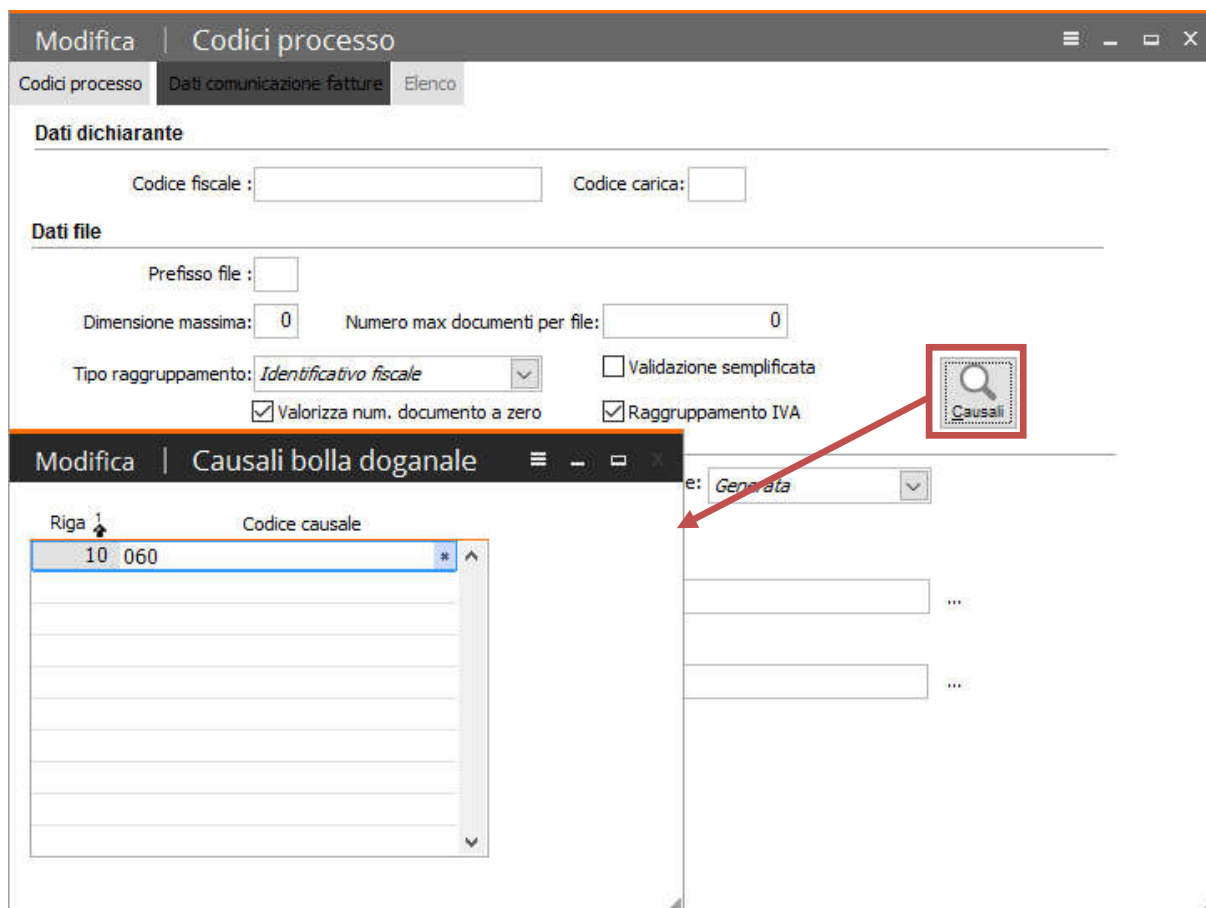 Modifica | Codici processo
Codici processo Dati comunicazione fatture Elenco
Dati dichiarante
Codice fiscale : Codice carica:
Dati file
Prefisso file :
Dimensione massima: 0 Numero max documenti per file: 0
Tipo raggruppamento: Identificativo fiscale Validazione semplificata
Valorizza num. documento a zero Raggruppamento IVA
Causali
Modifica | Causali bolla doganale
e: Generata
Riga 1 Codice causale
10 060
...
...